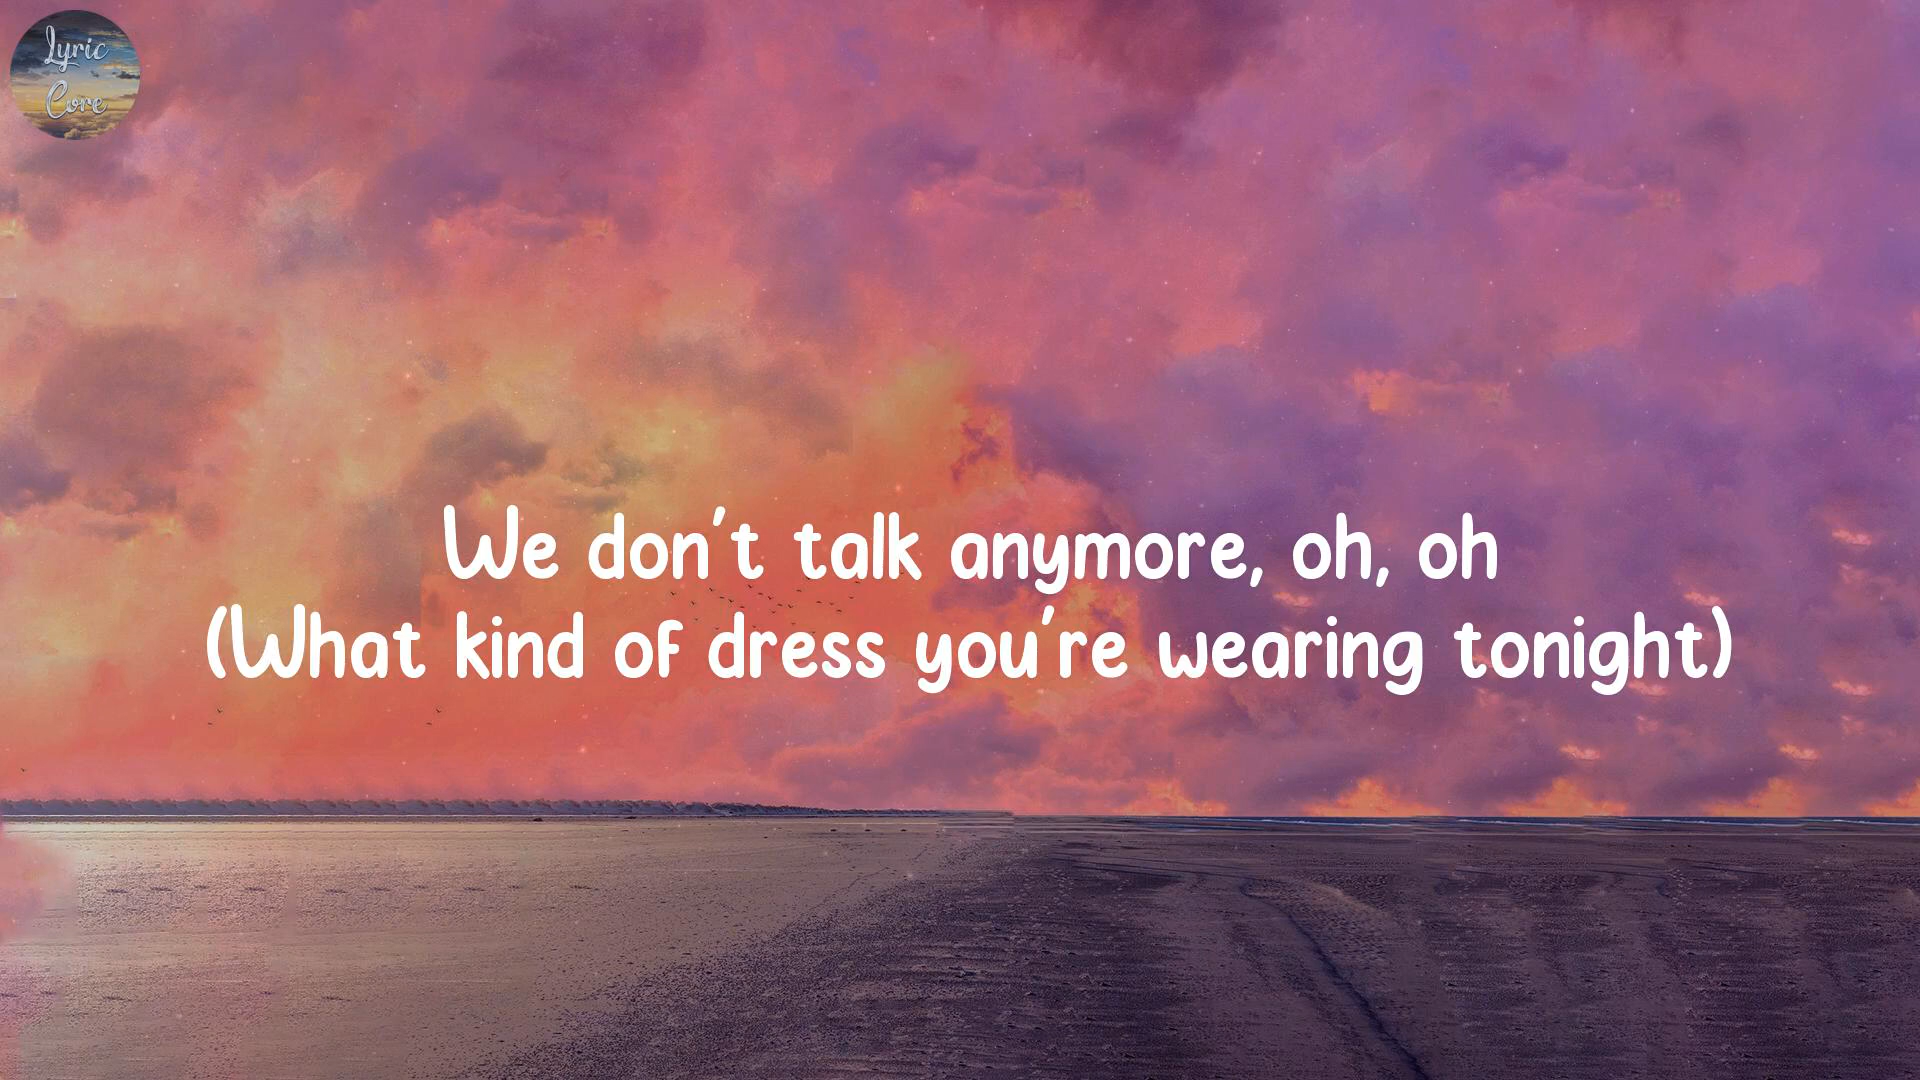 Lyric
Core
We don't talk anymore, oh, oh
(What kind of dress you're wearing tonight)